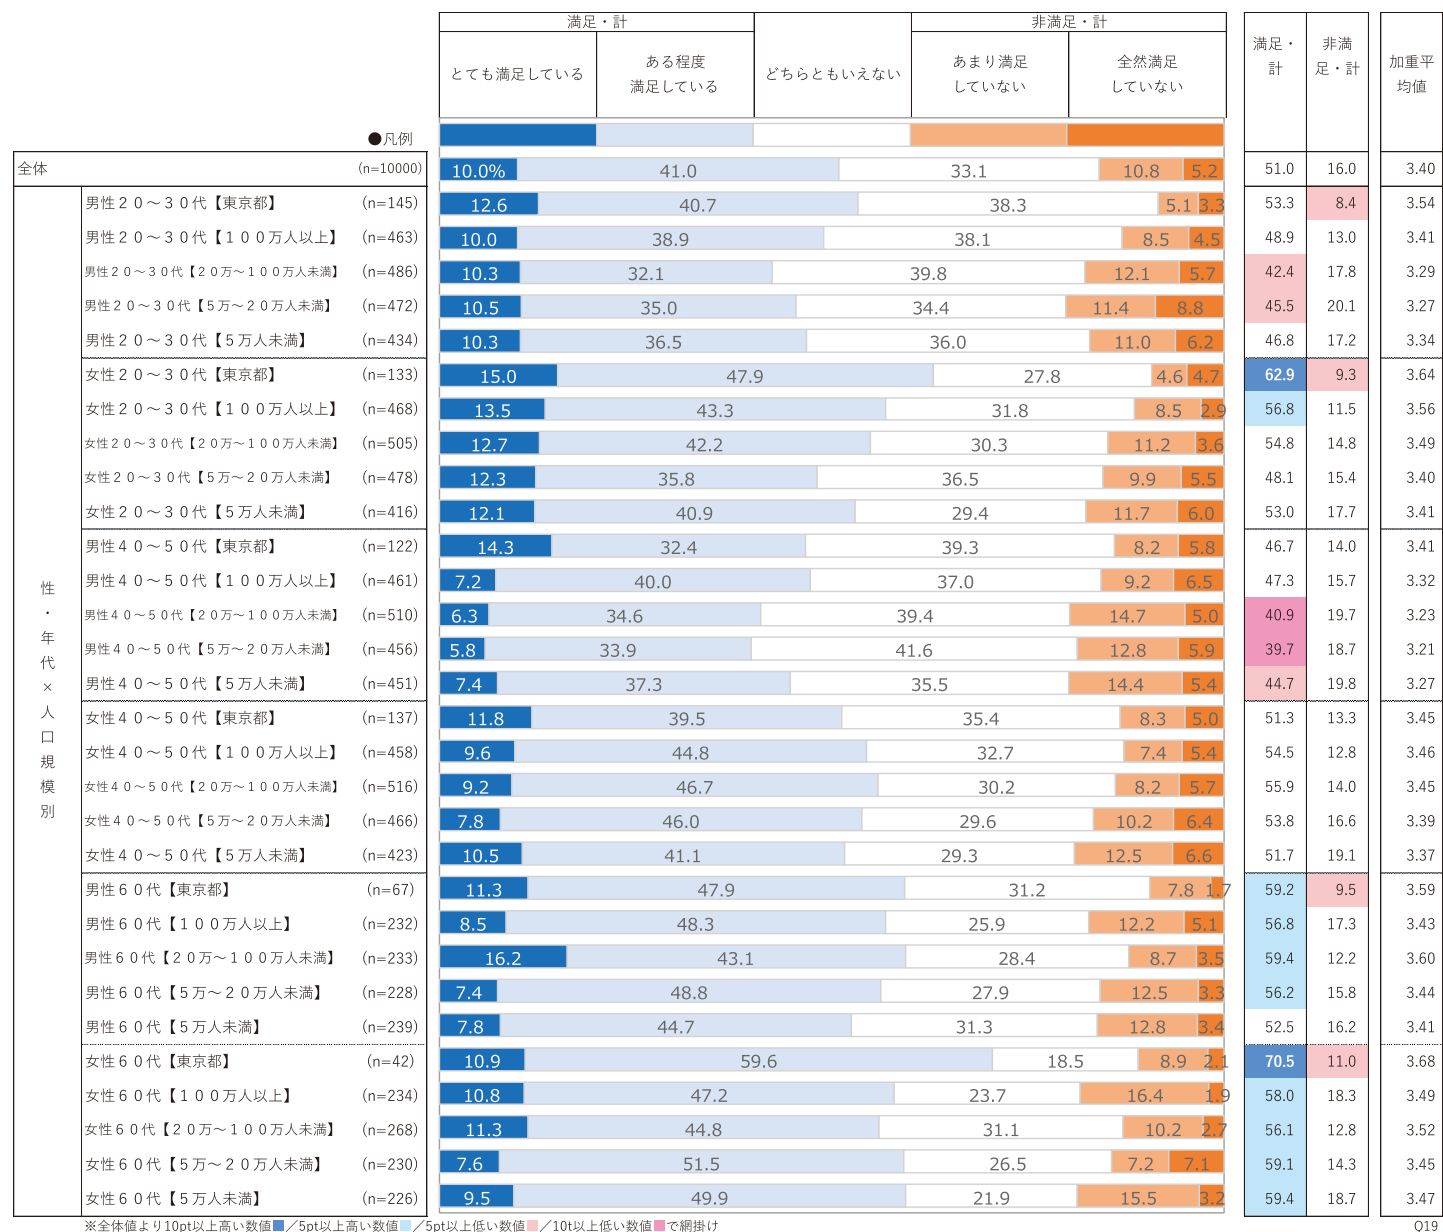 満足・計 非満足・計
とても満足している ある程度満足している どちらともいえない あまり満足していない 全然満足していない 満足・計 非満足・計 加重平均値
●凡例
全体 (n=10000) 10.0% 41.0 33.1 10.8 5.2 51.0 16.0 3.40
性・年代×人口規模別
男性２０～３０代【東京都】 (n=145) 12.6 40.7 38.3 5.1 3.3 53.3 8.4 3.54
男性２０～３０代【１００万人以上】 (n=463) 10.0 38.9 38.1 8.5 4.5 48.9 13.0 3.41
男性２０～３０代【２０万～１００万人未満】 (n=486) 10.3 32.1 39.8 12.1 5.7 42.4 17.8 3.29
男性２０～３０代【５万～２０万人未満】 (n=472) 10.5 35.0 34.4 11.4 8.8 45.5 20.1 3.27
男性２０～３０代【５万人未満】 (n=434) 10.3 36.5 36.0 11.0 6.2 46.8 17.2 3.34
女性２０～３０代【東京都】 (n=133) 15.0 47.9 27.8 4.6 4.7 62.9 9.3 3.64
女性２０～３０代【１００万人以上】 (n=468) 13.5 43.3 31.8 8.5 2.9 56.8 11.5 3.56
女性２０～３０代【２０万～１００万人未満】 (n=505) 12.7 42.2 30.3 11.2 3.6 54.8 14.8 3.49
女性２０～３０代【５万～２０万人未満】 (n=478) 12.3 35.8 36.5 9.9 5.5 48.1 15.4 3.40
女性２０～３０代【５万人未満】 (n=416) 12.1 40.9 29.4 11.7 6.0 53.0 17.7 3.41
男性４０～５０代【東京都】 (n=122) 14.3 32.4 39.3 8.2 5.8 46.7 14.0 3.41
男性４０～５０代【１００万人以上】 (n=461) 7.2 40.0 37.0 9.2 6.5 47.3 15.7 3.32
男性４０～５０代【２０万～１００万人未満】 (n=510) 6.3 34.6 39.4 14.7 5.0 40.9 19.7 3.23
男性４０～５０代【５万～２０万人未満】 (n=456) 5.8 33.9 41.6 12.8 5.9 39.7 18.7 3.21
男性４０～５０代【５万人未満】 (n=451) 7.4 37.3 35.5 14.4 5.4 44.7 19.8 3.27
女性４０～５０代【東京都】 (n=137) 11.8 39.5 35.4 8.3 5.0 51.3 13.3 3.45
女性４０～５０代【１００万人以上】 (n=458) 9.6 44.8 32.7 7.4 5.4 54.5 12.8 3.46
女性４０～５０代【２０万～１００万人未満】 (n=516) 9.2 46.7 30.2 8.2 5.7 55.9 14.0 3.45
女性４０～５０代【５万～２０万人未満】 (n=466) 7.8 46.0 29.6 10.2 6.4 53.8 16.6 3.39
女性４０～５０代【５万人未満】 (n=423) 10.5 41.1 29.3 12.5 6.6 51.7 19.1 3.37
男性６０代【東京都】 (n=67) 11.3 47.9 31.2 7.8 1.7 59.2 9.5 3.59
男性６０代【１００万人以上】 (n=232) 8.5 48.3 25.9 12.2 5.1 56.8 17.3 3.43
男性６０代【２０万～１００万人未満】 (n=233) 16.2 43.1 28.4 8.7 3.5 59.4 12.2 3.60
男性６０代【５万～２０万人未満】 (n=228) 7.4 48.8 27.9 12.5 3.3 56.2 15.8 3.44
男性６０代【５万人未満】 (n=239) 7.8 44.7 31.3 12.8 3.4 52.5 16.2 3.41
女性６０代【東京都】 (n=42) 10.9 59.6 18.5 8.9 2.1 70.5 11.0 3.68
女性６０代【１００万人以上】 (n=234) 10.8 47.2 23.7 16.4 1.9 58.0 18.3 3.49
女性６０代【２０万～１００万人未満】 (n=268) 11.3 44.8 31.1 10.2 2.7 56.1 12.8 3.52
女性６０代【５万～２０万人未満】 (n=230) 7.6 51.5 26.5 7.2 7.1 59.1 14.3 3.45
女性６０代【５万人未満】 (n=226) 9.5 49.9 21.9 15.5 3.2 59.4 18.7 3.47
※全体値より10pt以上高い数値■／5pt以上高い数値■／5pt以上低い数値■／10t以上低い数値■で網掛け Q19